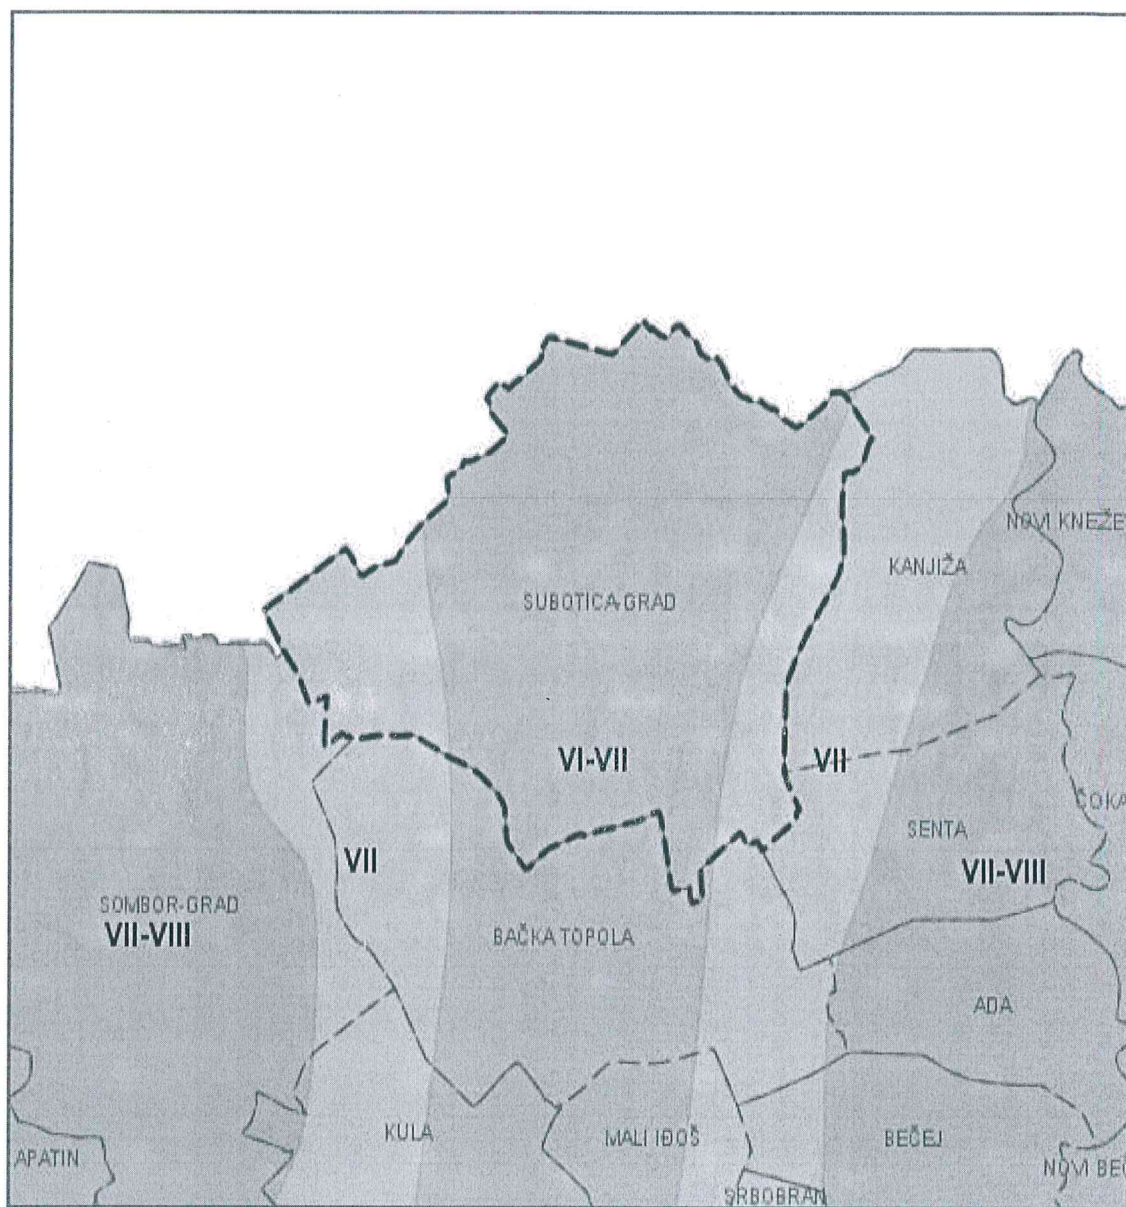 NOVI KNEŽE
KANJIŽA
SUBOTICA-GRAD
VI-VII
VII
ČOKA
SENTA
VII
VII-VIII
SOMBOR-GRAD
VII-VIII
BAČKA TOPOLA
ADA
KULA
MALI IĐOŠ
BEČEJ
APATIN
NOVI BEČ
SRBOBRAN